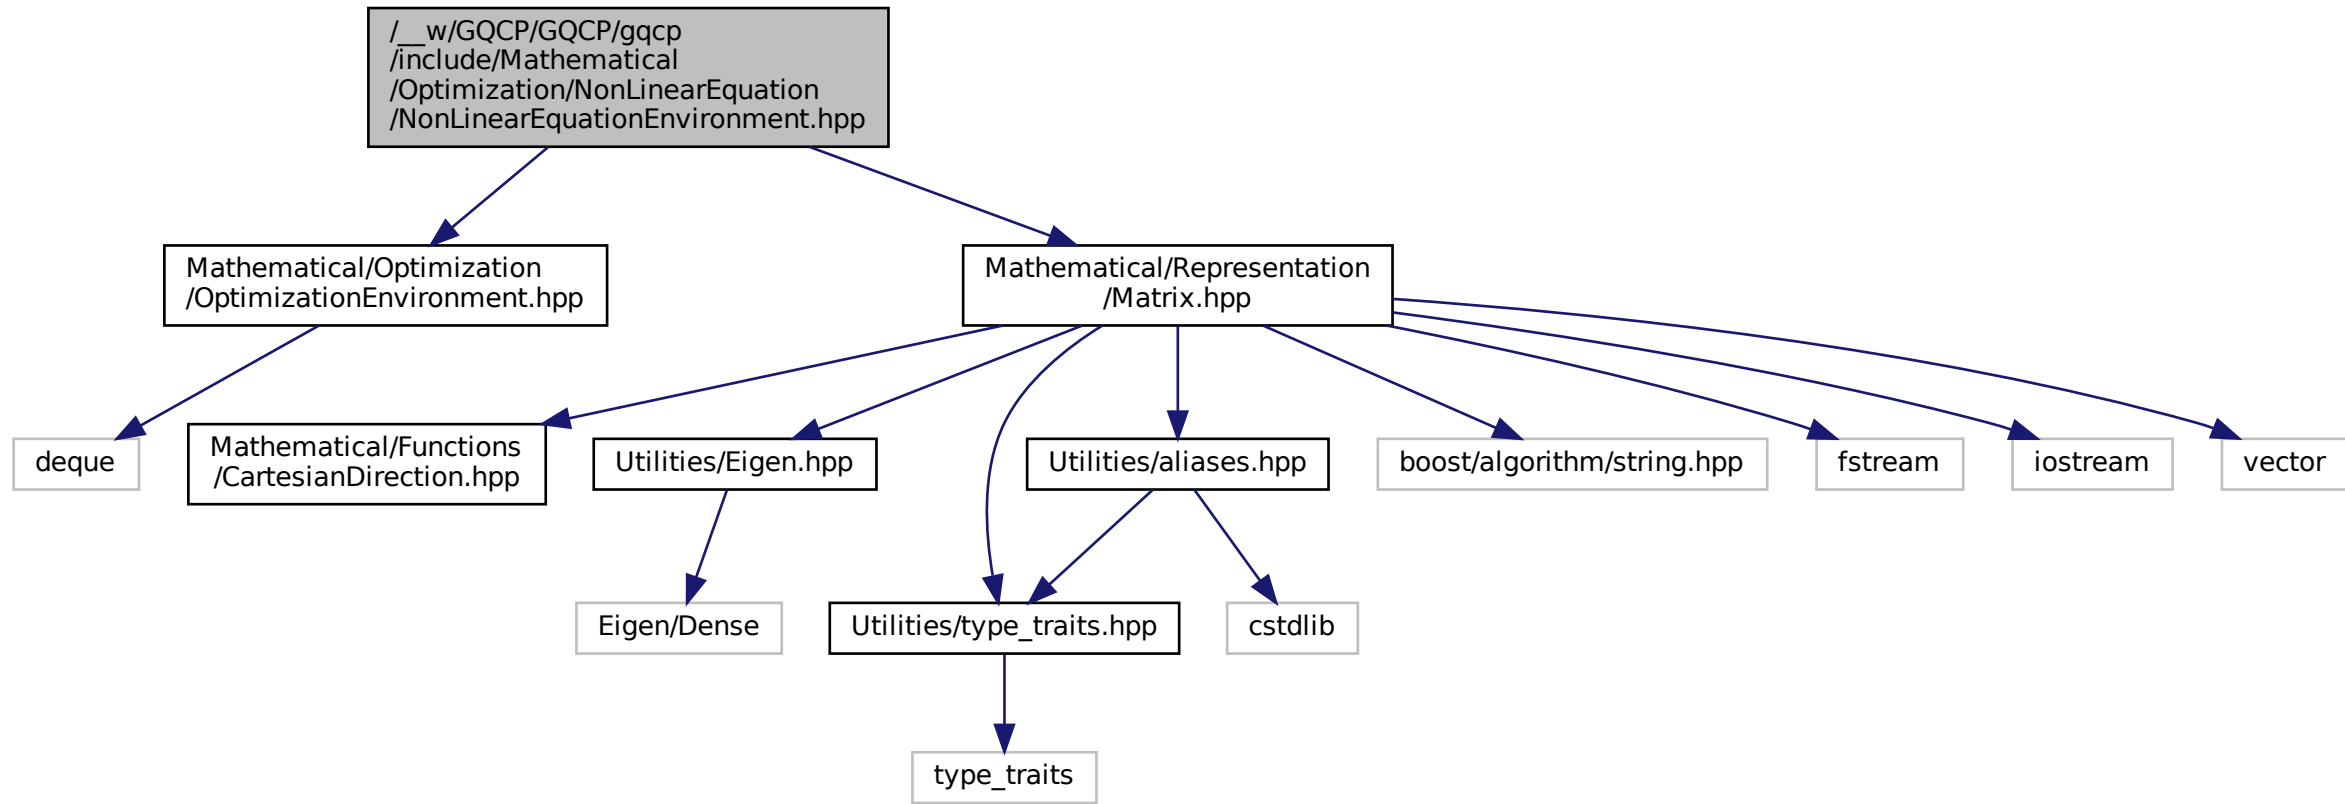 /__w/GQCP/GQCP/gqcp
/include/Mathematical
/Optimization/NonLinearEquation
/NonLinearEquationEnvironment.hpp
Mathematical/Optimization
/OptimizationEnvironment.hpp
Mathematical/Representation
/Matrix.hpp
deque
Mathematical/Functions
/CartesianDirection.hpp
Utilities/Eigen.hpp
Utilities/aliases.hpp
boost/algorithm/string.hpp
fstream
iostream
vector
Eigen/Dense
Utilities/type_traits.hpp
cstdlib
type_traits